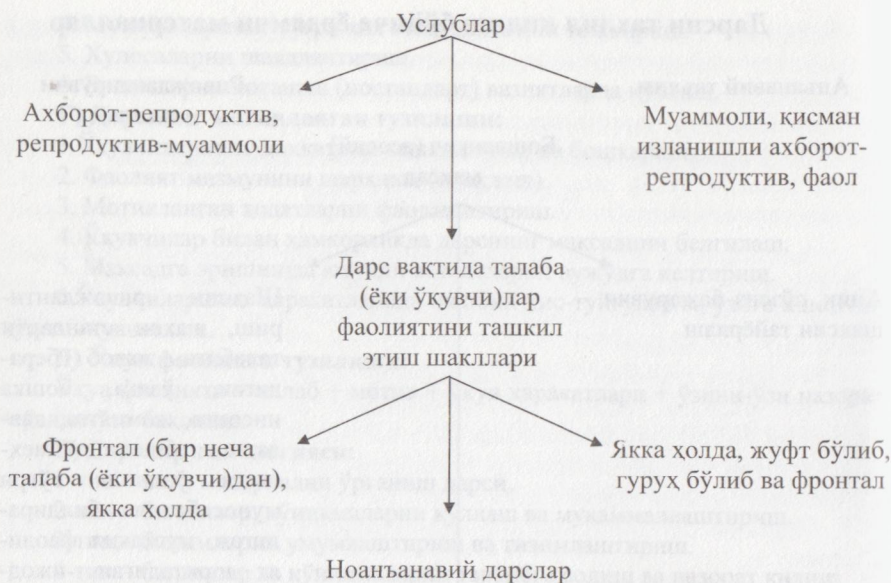 Услублар
Ахборот-репродуктив,
репродуктив-муаммоли
Муаммоли, қисман
изланишли ахборот-
репродуктив, фаол
Дарс вақтида талаба
(ёки ўқувчи)лар
фаолиятини ташкил
этиш шакллари
Фронтал (бир неча
талаба (ёки ўқувчи)дан),
якка ҳолда
Якка ҳолда, жуфт бўлиб,
гуруҳ бўлиб ва фронтал
Ноанъанавий дарслар